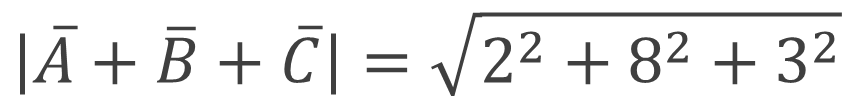 |A̅ + B̅ + C̅| = √(2² + 8² + 3²)